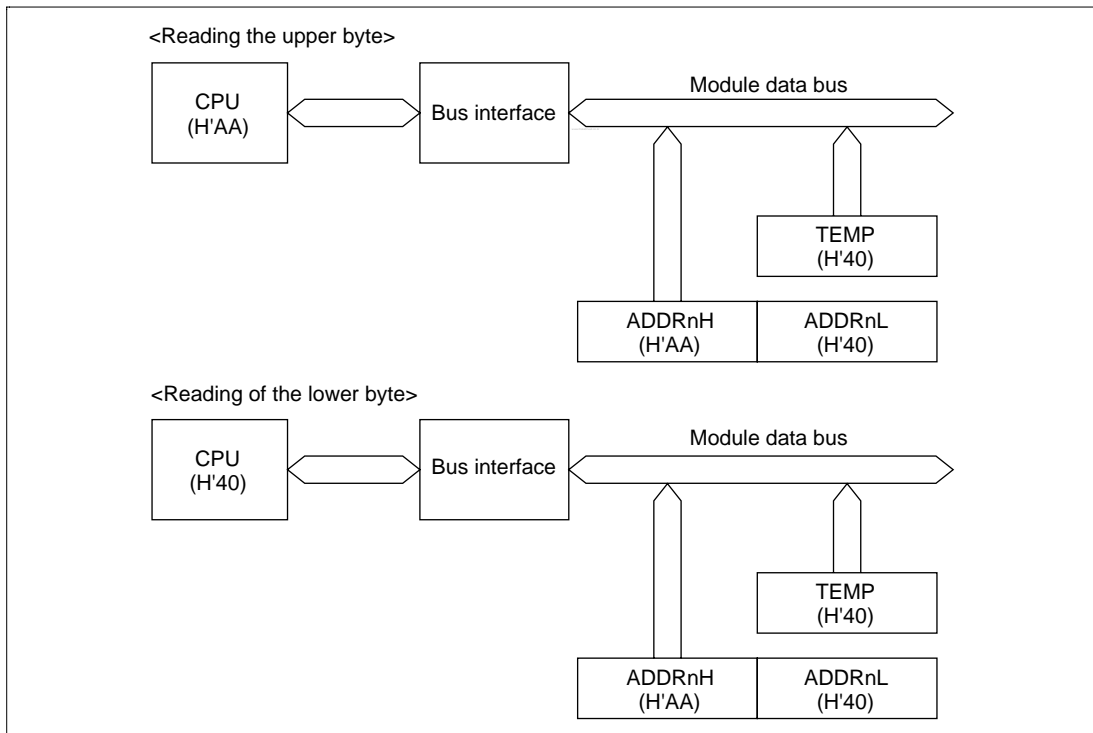 <Reading the upper byte>
CPU
(H'AA)
Bus interface
Module data bus
TEMP
(H'40)
ADDRnH
(H'AA)
ADDRnL
(H'40)
<Reading of the lower byte>
CPU
(H'40)
Bus interface
Module data bus
TEMP
(H'40)
ADDRnH
(H'AA)
ADDRnL
(H'40)